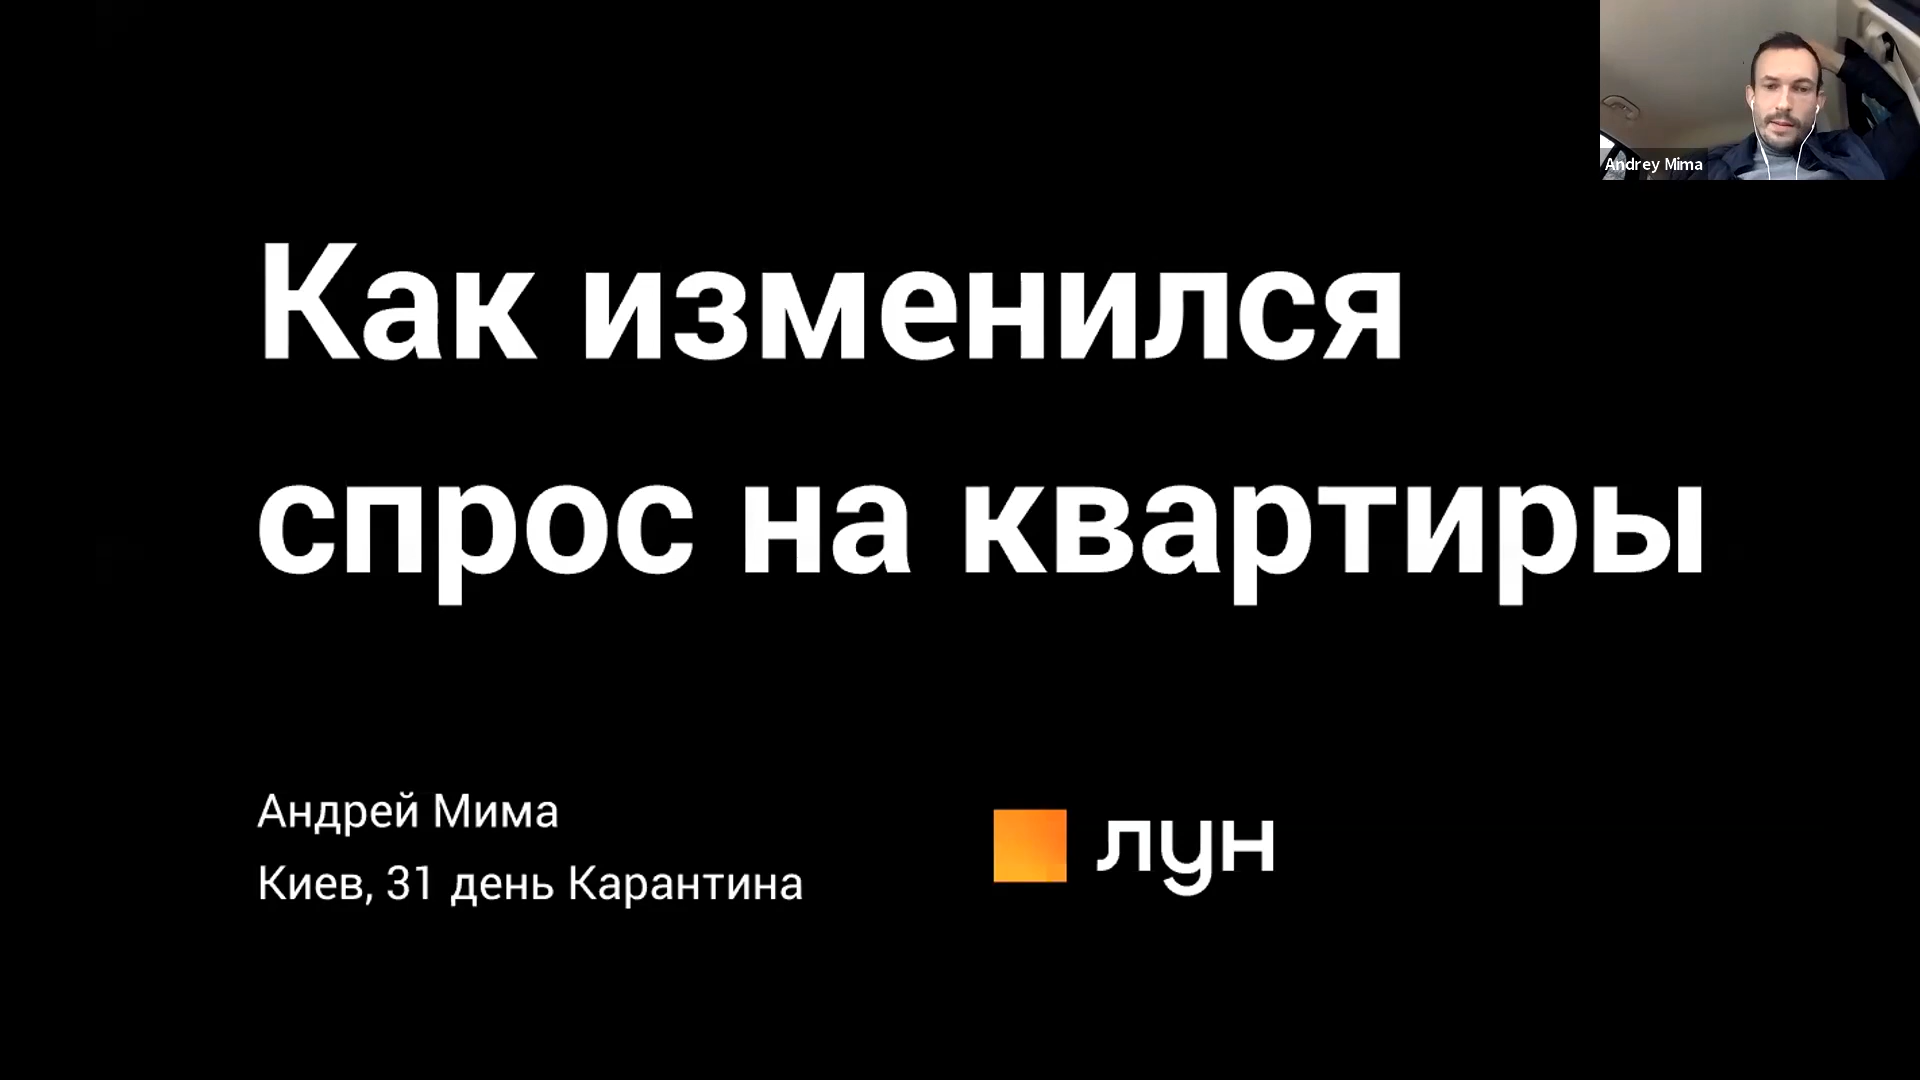 Andrey Mima
Как изменился
спрос на квартиры
Андрей Мима
Киев, 31 день Карантина
лун